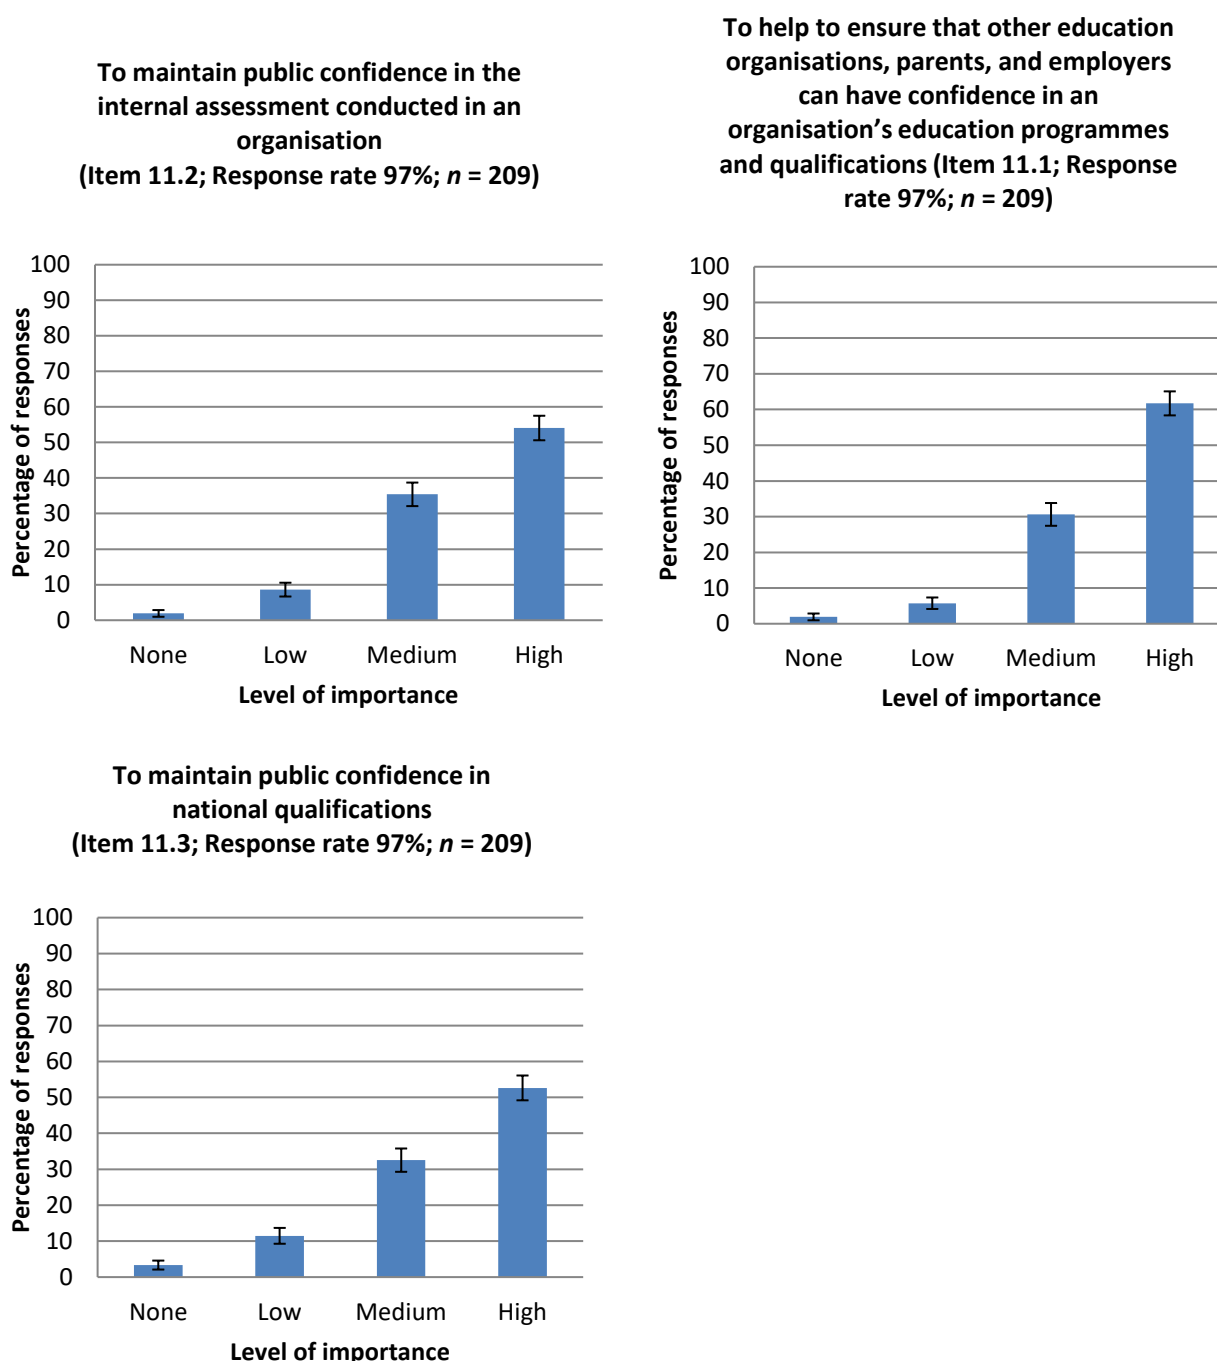 To maintain public confidence in the
internal assessment conducted in an
organisation
(Item 11.2; Response rate 97%; n = 209)
100
90
80
70
60
50
40
30
20
10
0
Percentage of responses
None Low Medium High
Level of importance
To help to ensure that other education
organisations, parents, and employers
can have confidence in an
organisation’s education programmes
and qualifications (Item 11.1; Response
rate 97%; n = 209)
100
90
80
70
60
50
40
30
20
10
0
Percentage of responses
None Low Medium High
Level of importance
To maintain public confidence in
national qualifications
(Item 11.3; Response rate 97%; n = 209)
100
90
80
70
60
50
40
30
20
10
0
Percentage of responses
None Low Medium High
Level of importance